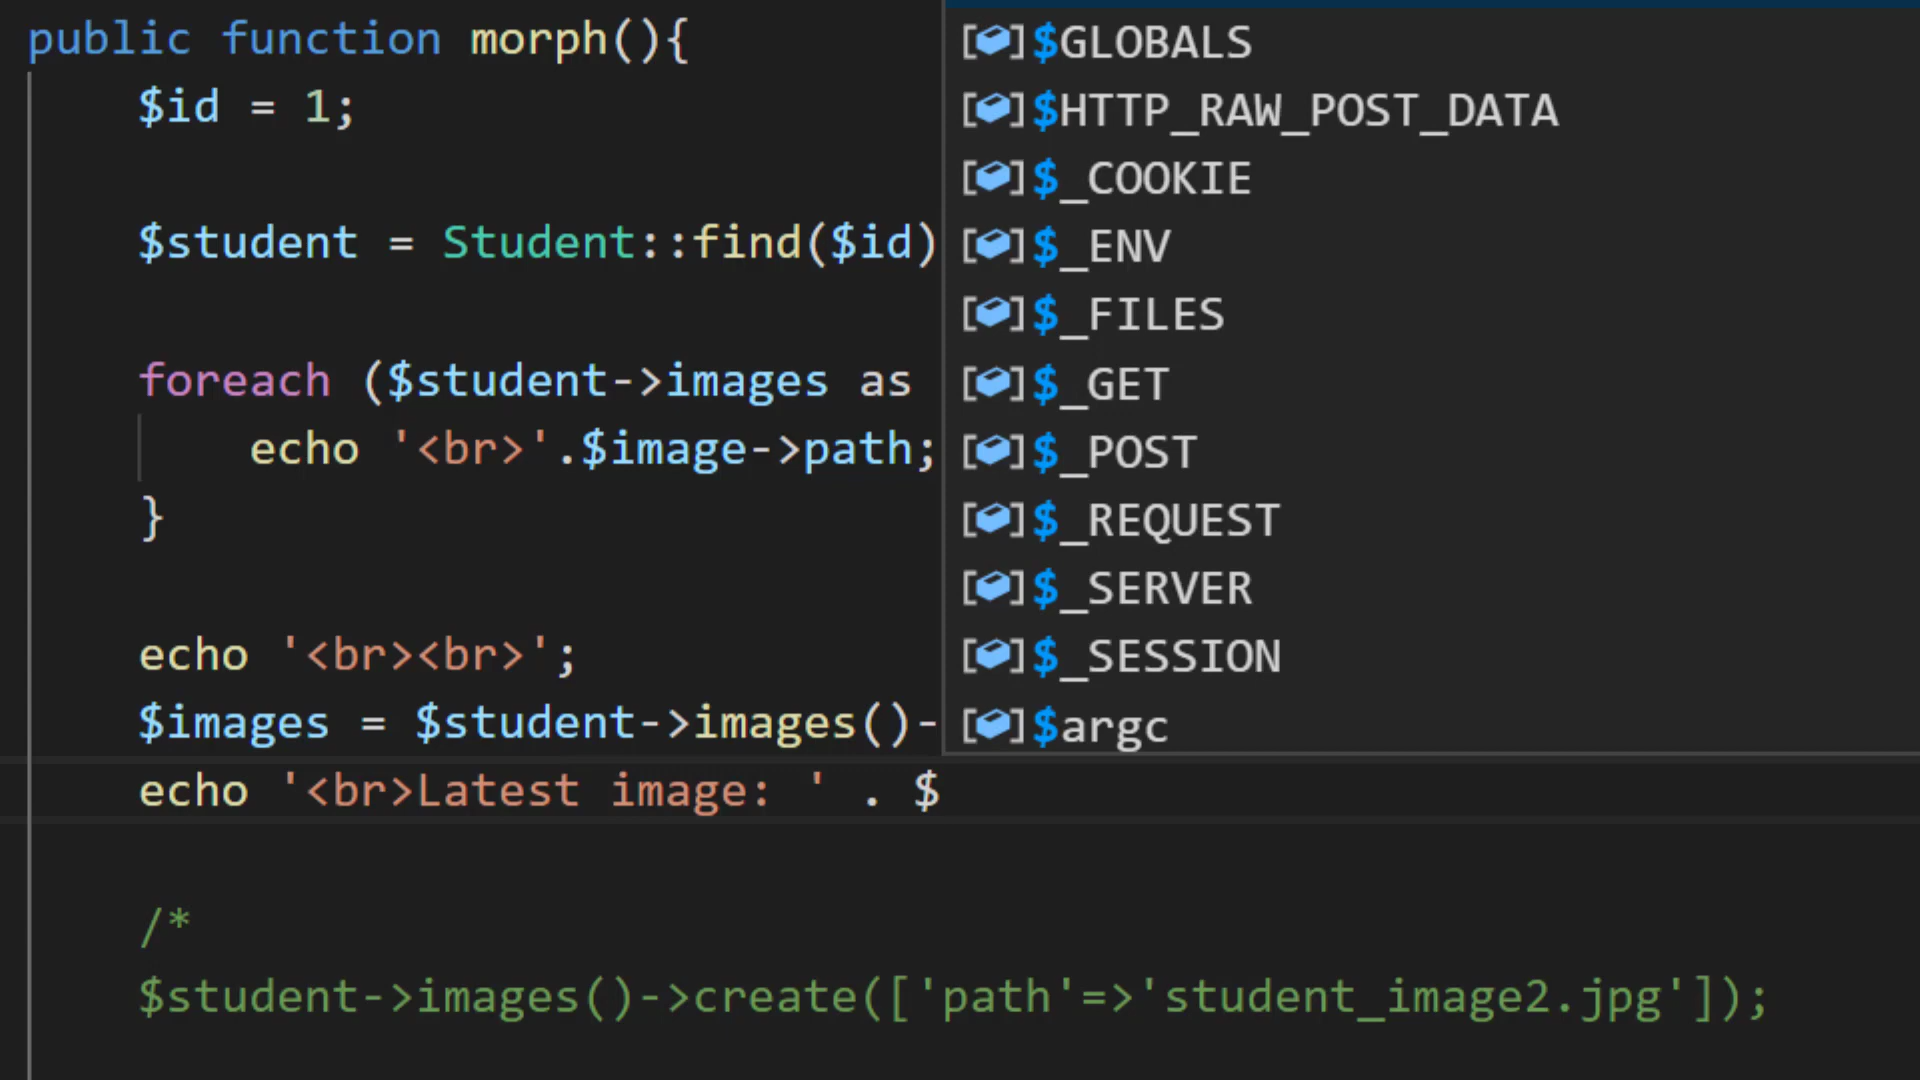 public function morph(){
$id = 1;
$student = Student::find($id)
foreach ($student->images as
echo '<br>'.$image->path;
}
echo '<br><br>';
$images = $student->images()-
echo '<br>Latest image: ' . $
/*
$student->images()->create(['path'=>'student_image2.jpg']);
$GLOBALS
$HTTP_RAW_POST_DATA
$_COOKIE
$_ENV
$_FILES
$_GET
$_POST
$_REQUEST
$_SERVER
$_SESSION
$argc